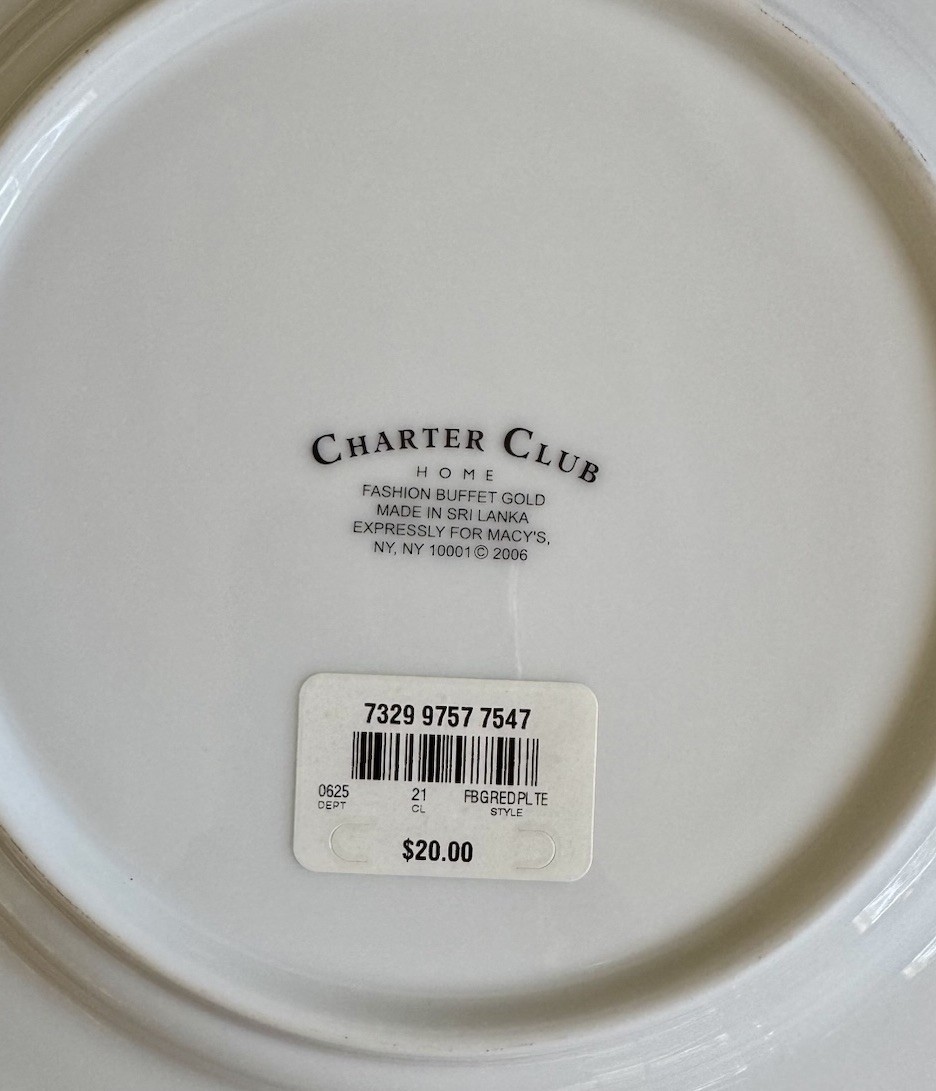 CHARTER CLUB
HOME
FASHION BUFFET GOLD
MADE IN SRI LANKA
EXPRESSLY FOR MACY'S,
NY, NY 10001 © 2006
7329 9757 7547
0625 21 FBGREDPLTE
DEPT CL STYLE
$20.00